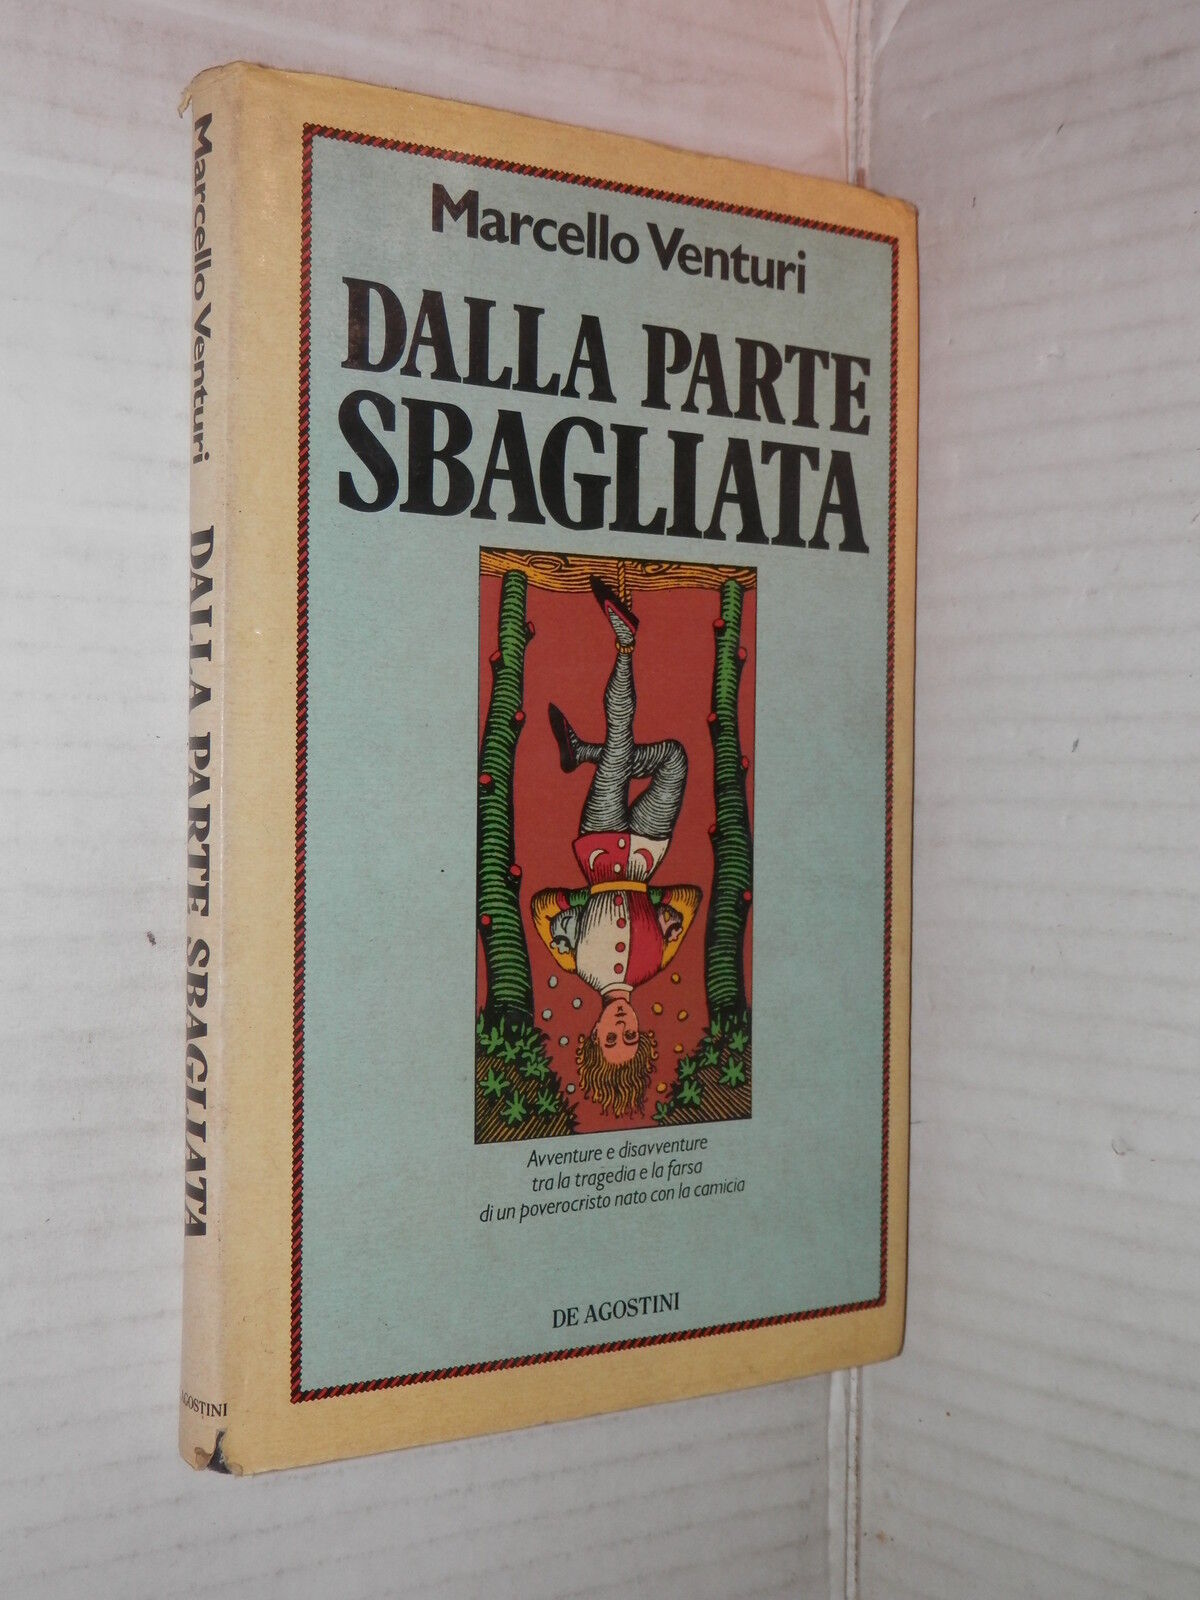 Marcello Venturi
DALLA PARTE
SBAGLIATA
Avventure e disavventure
tra la tragedia e la farsa
di un poverocristo nato con la camicia
DE AGOSTINI
Marcello Venturi DALLA PARTE SBAGLIATA
AGOSTINI